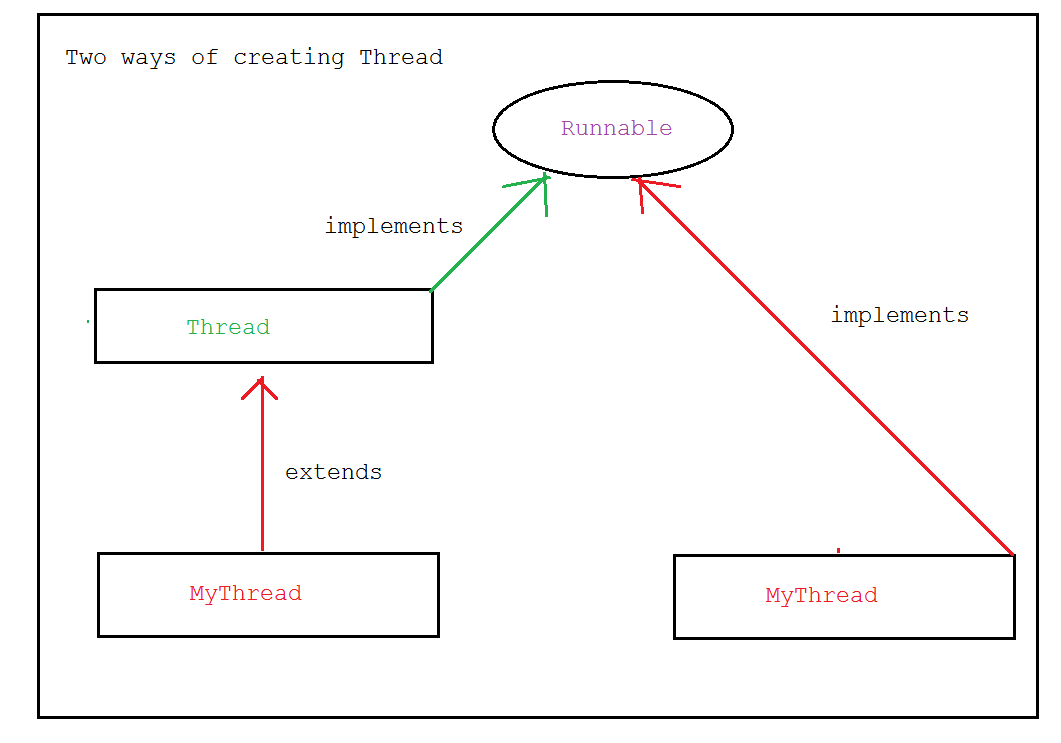 Two ways of creating Thread
Runnable
implements
implements
Thread
extends
MyThread
MyThread